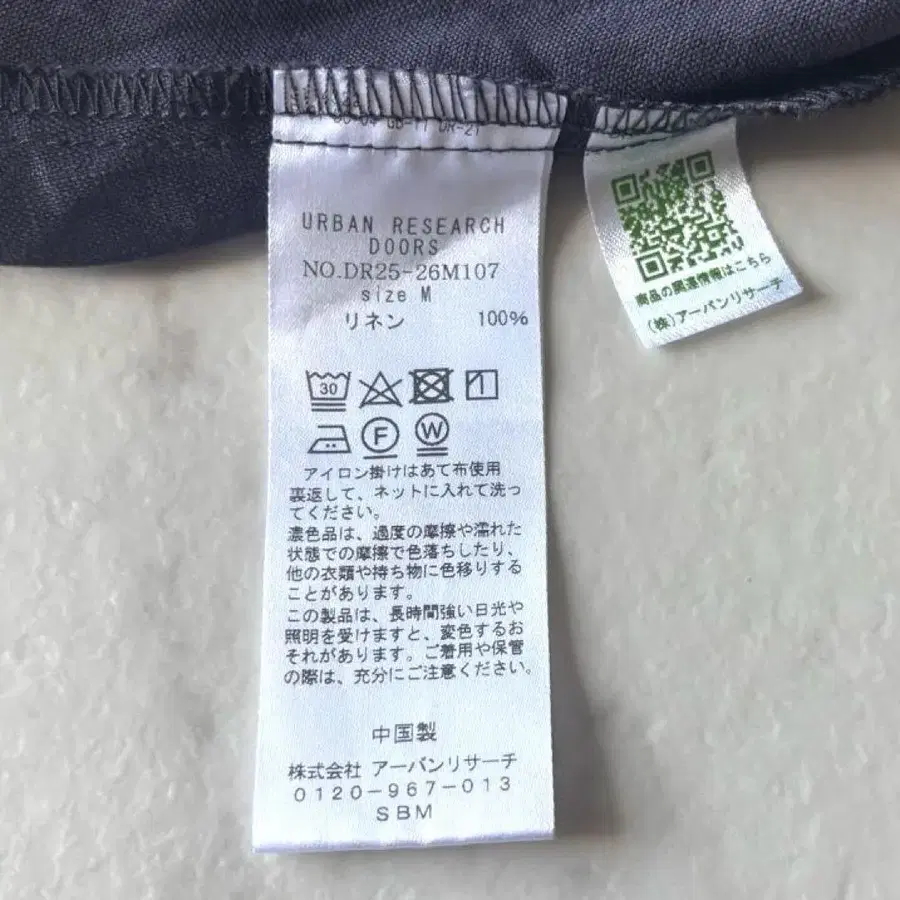 URBAN RESEARCH
DOORS
NO.DR25-26M107
size M
リネン 100%
30
F W
アイロン掛けはあて布使用
裏返して、ネットに入れて洗っ
てください。
濃色品は、過度の摩擦や濡れた
状態での摩擦で色落ちしたり、
他の衣類や持ち物に色移りする
ことがあります。
この製品は、長時間強い日光や
照明を受けますと、変色するお
それがあります。ご着用や保管
の際は、充分にご注意ください。
中国製
株式会社 アーバンリサーチ
0120-967-013
SBM
商品の関連情報はこちら
(株)アーバンリサーチ